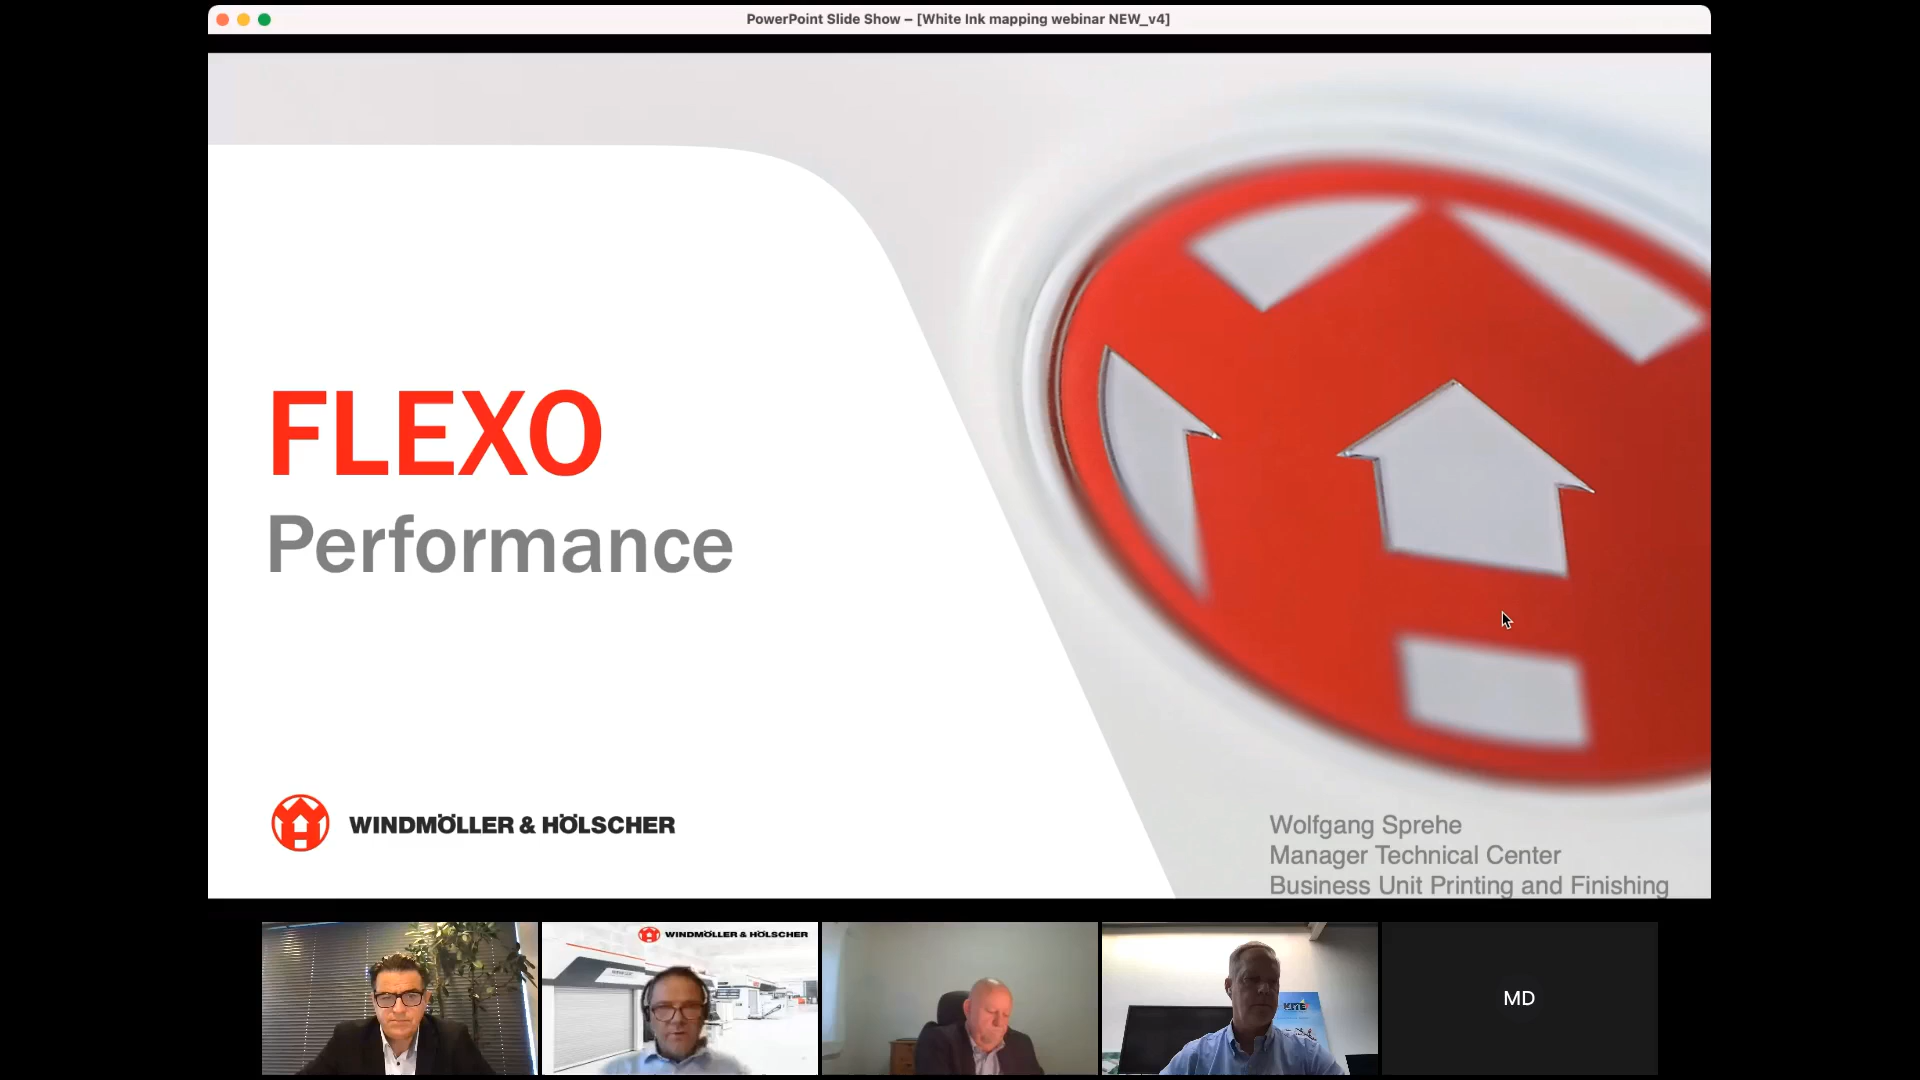 PowerPoint Slide Show – [White Ink mapping webinar NEW_v4]
FLEXO
Performance
WINDMÖLLER & HÖLSCHER
Wolfgang Sprehe
Manager Technical Center
Business Unit Printing and Finishing
WINDMÖLLER & HÖLSCHER
MD